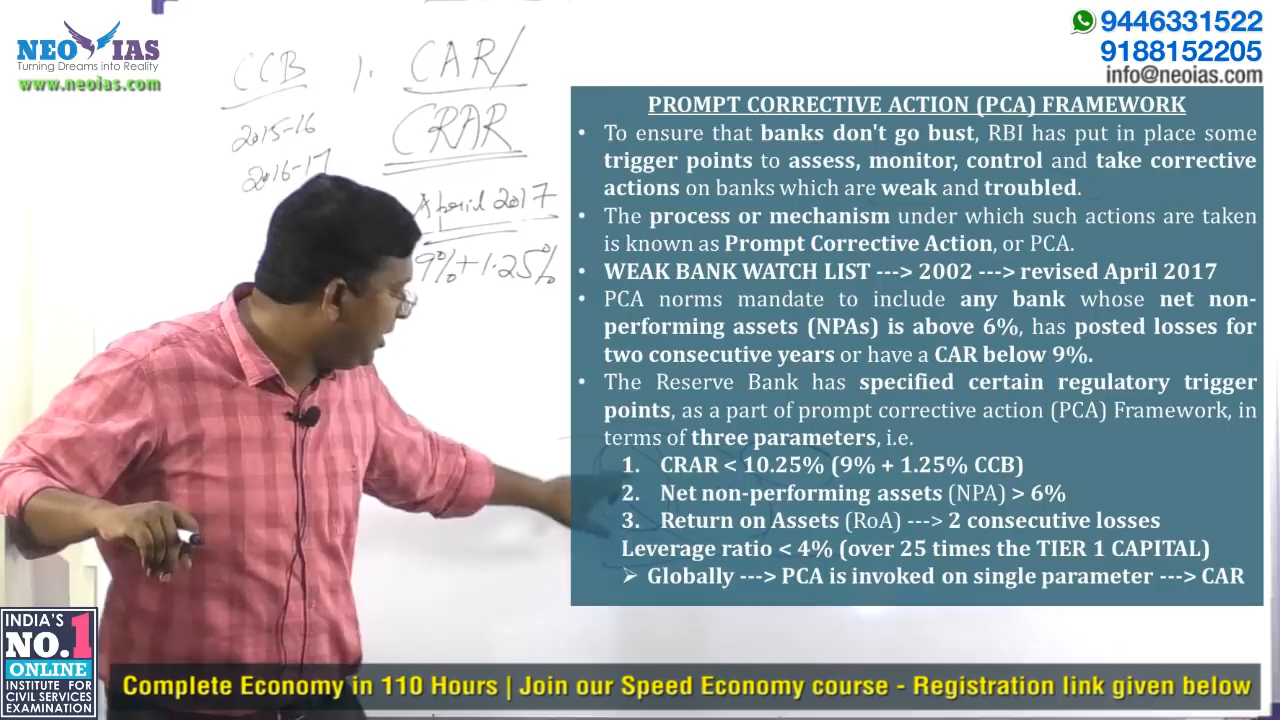 NEO IAS
Turning Dreams into Reality
www.neoias.com
CCB
2015-16
2016-17
1. CAR/
CRAR
April 2017
9%+1.25%
9446331522
9188152205
info@neoias.com
PROMPT CORRECTIVE ACTION (PCA) FRAMEWORK
• To ensure that banks don't go bust, RBI has put in place some
trigger points to assess, monitor, control and take corrective
actions on banks which are weak and troubled.
• The process or mechanism under which such actions are taken
is known as Prompt Corrective Action, or PCA.
• WEAK BANK WATCH LIST ---> 2002 ---> revised April 2017
• PCA norms mandate to include any bank whose net non-
performing assets (NPAs) is above 6%, has posted losses for
two consecutive years or have a CAR below 9%.
• The Reserve Bank has specified certain regulatory trigger
points, as a part of prompt corrective action (PCA) Framework, in
terms of three parameters, i.e.
1. CRAR < 10.25% (9% + 1.25% CCB)
2. Net non-performing assets (NPA) > 6%
3. Return on Assets (RoA) ---> 2 consecutive losses
Leverage ratio < 4% (over 25 times the TIER 1 CAPITAL)
➢ Globally ---> PCA is invoked on single parameter ---> CAR
INDIA'S
NO.1
ONLINE
INSTITUTE FOR
CIVIL SERVICES
EXAMINATION
Complete Economy in 110 Hours | Join our Speed Economy course - Registration link given below